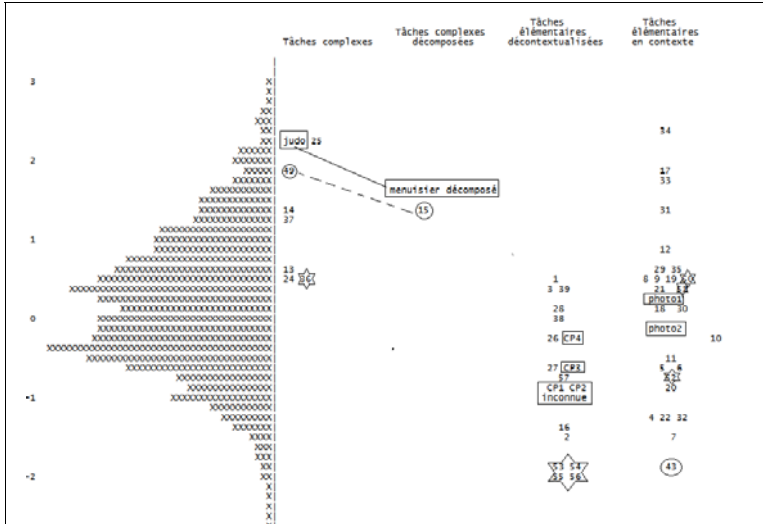 Tâches complexes
Tâches complexes
décomposées
Tâches
élémentaires
décontextualisées
Tâches
élémentaires
en contexte
3
34
judo 25
2
49 17
33
menuisier décomposé
14 15 31
37
1
12
13 29 35
24 1 8 9 19
3 39 21
photo1
28 18 30
0 38
photo2
26 CP4 10
11
27
57
20
-1 CP1 CP2
inconnue
4 22 32
16
2 7
53 54 43
-2 55 56